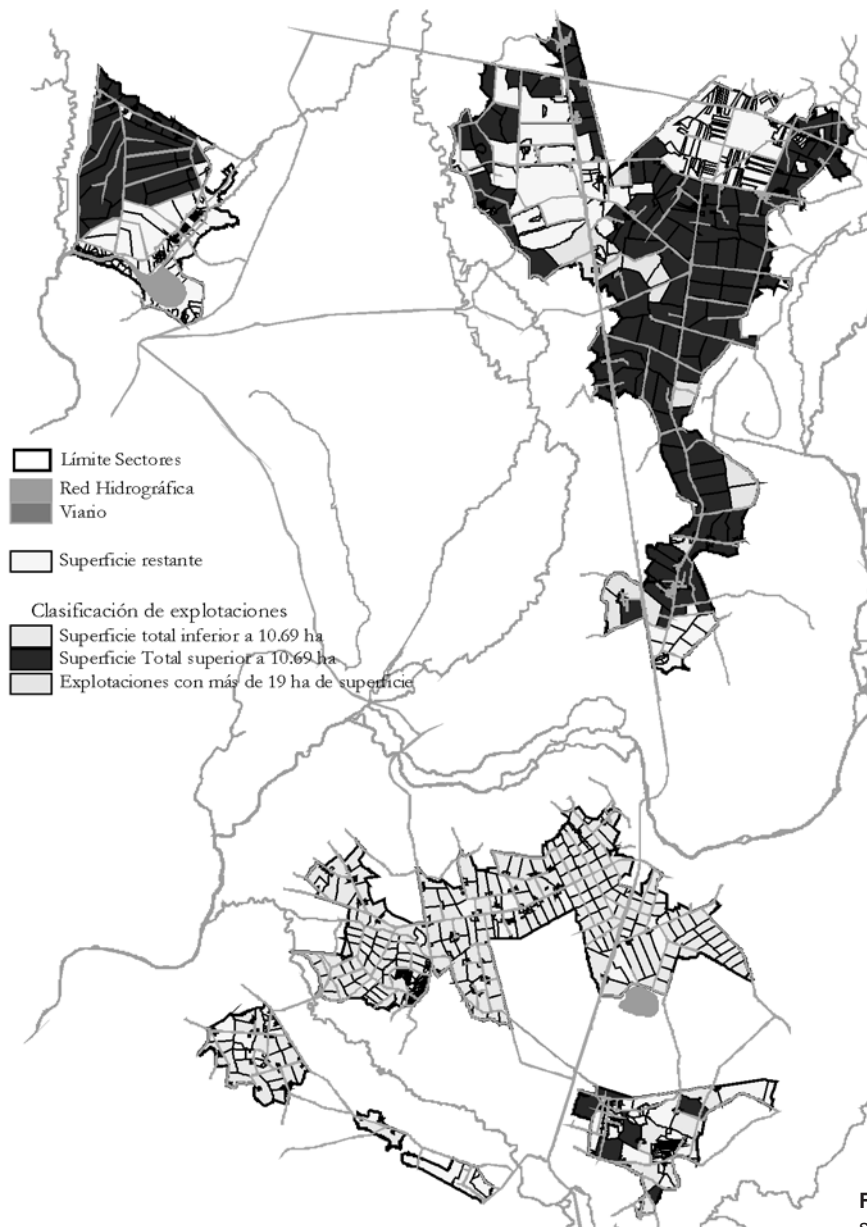 Límite Sectores
Red Hidrográfica
Viario
Superficie restante
Clasificación de explotaciones
Superficie total inferior a 10.69 ha
Superficie Total superior a 10.69 ha
Explotaciones con más de 19 ha de superficie
F